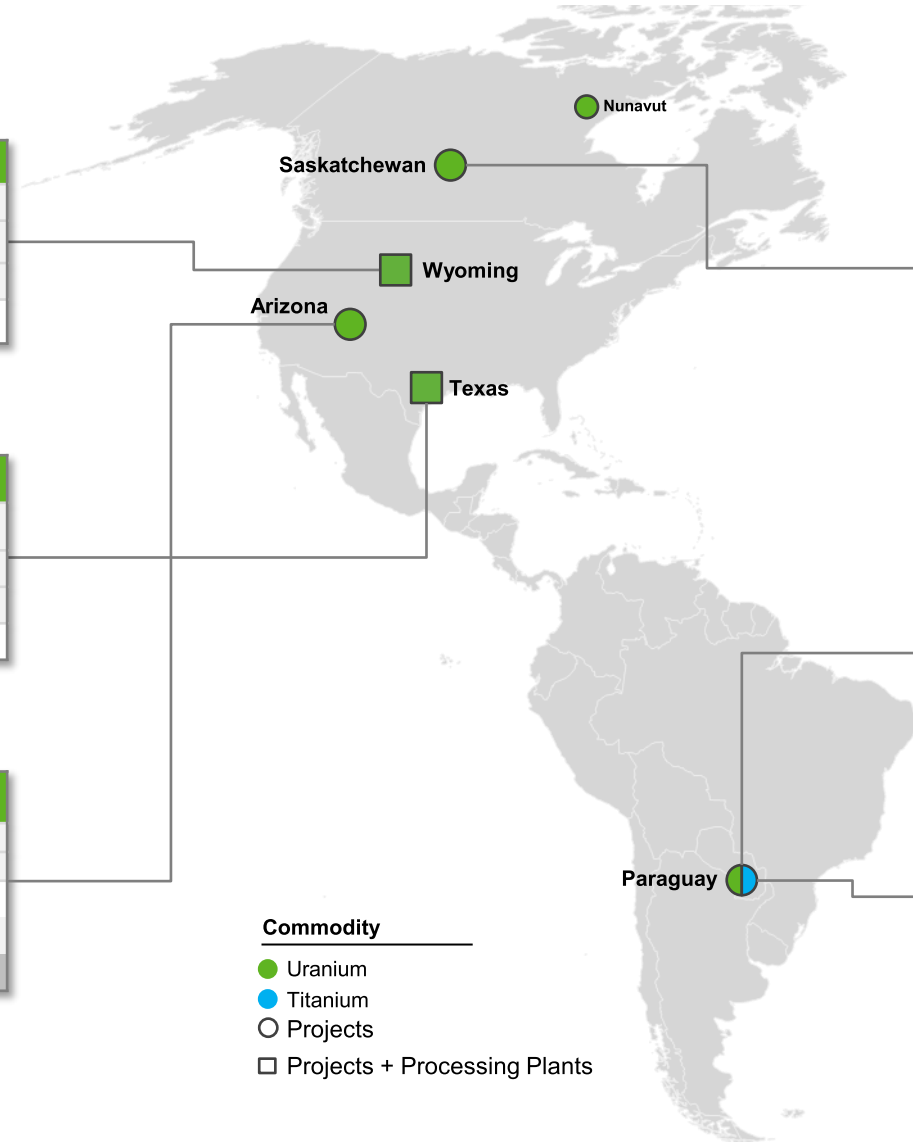 Nunavut
Saskatchewan
Wyoming
Arizona
Texas
Paraguay
Commodity
Uranium
Titanium
Projects
Projects + Processing Plants